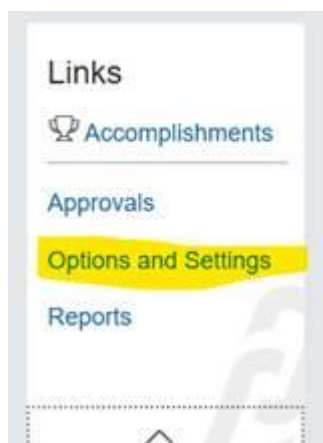 Links
Accomplishments
Approvals
Options and Settings
Reports